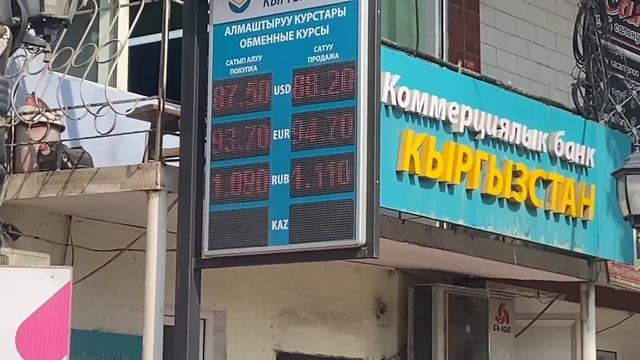 АЛМАШТЫРУУ КУРСТАРЫ
ОБМЕННЫЕ КУРСЫ
САТЫП АЛУУ САТУУ
ПОКУПКА ПРОДАЖА
87.50 USD 88.20
93.70 EUR 94.70
1.090 RUB 1.110
KAZ
Коммерциялык банк
КЫРГЫЗСТАН
CHIGO